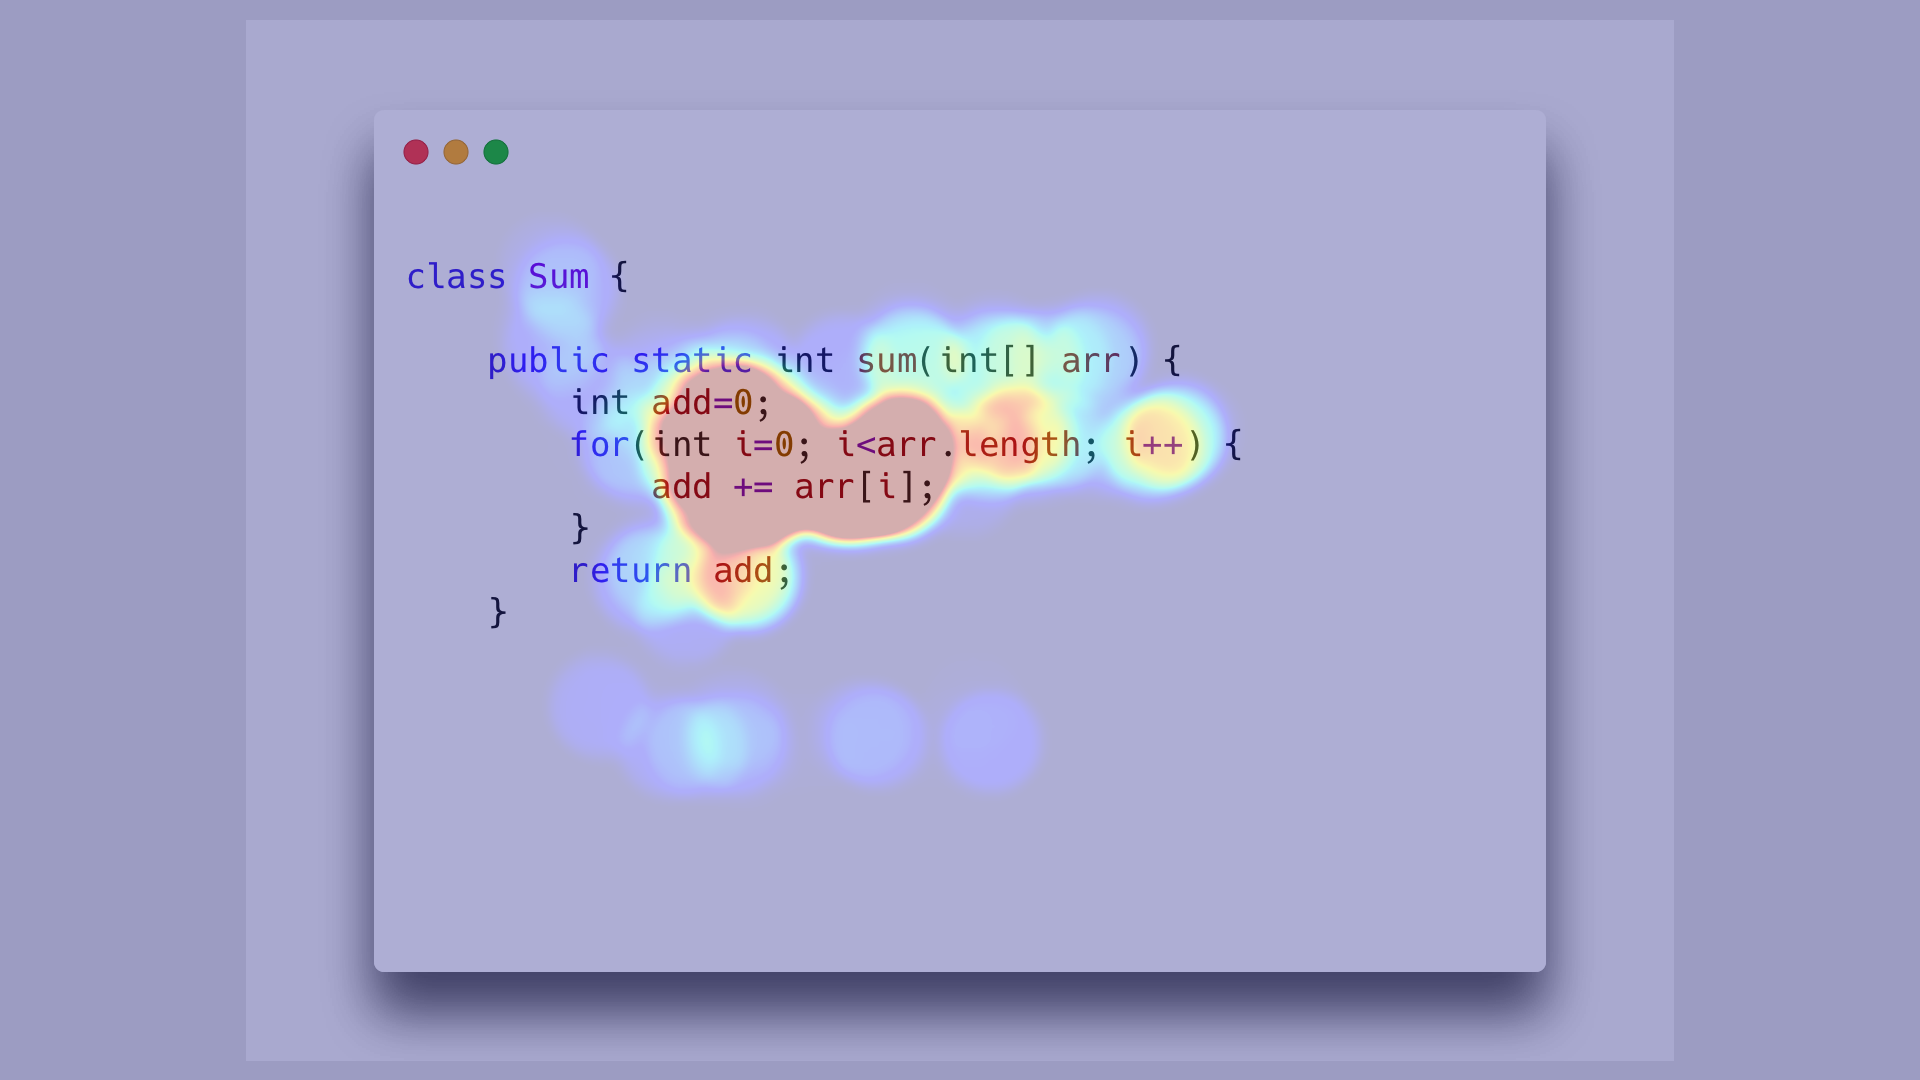 class Sum {
    public static int sum(int[] arr) {
        int add=0;
        for(int i=0; i<arr.length; i++) {
            add += arr[i];
        }
        return add;
    }